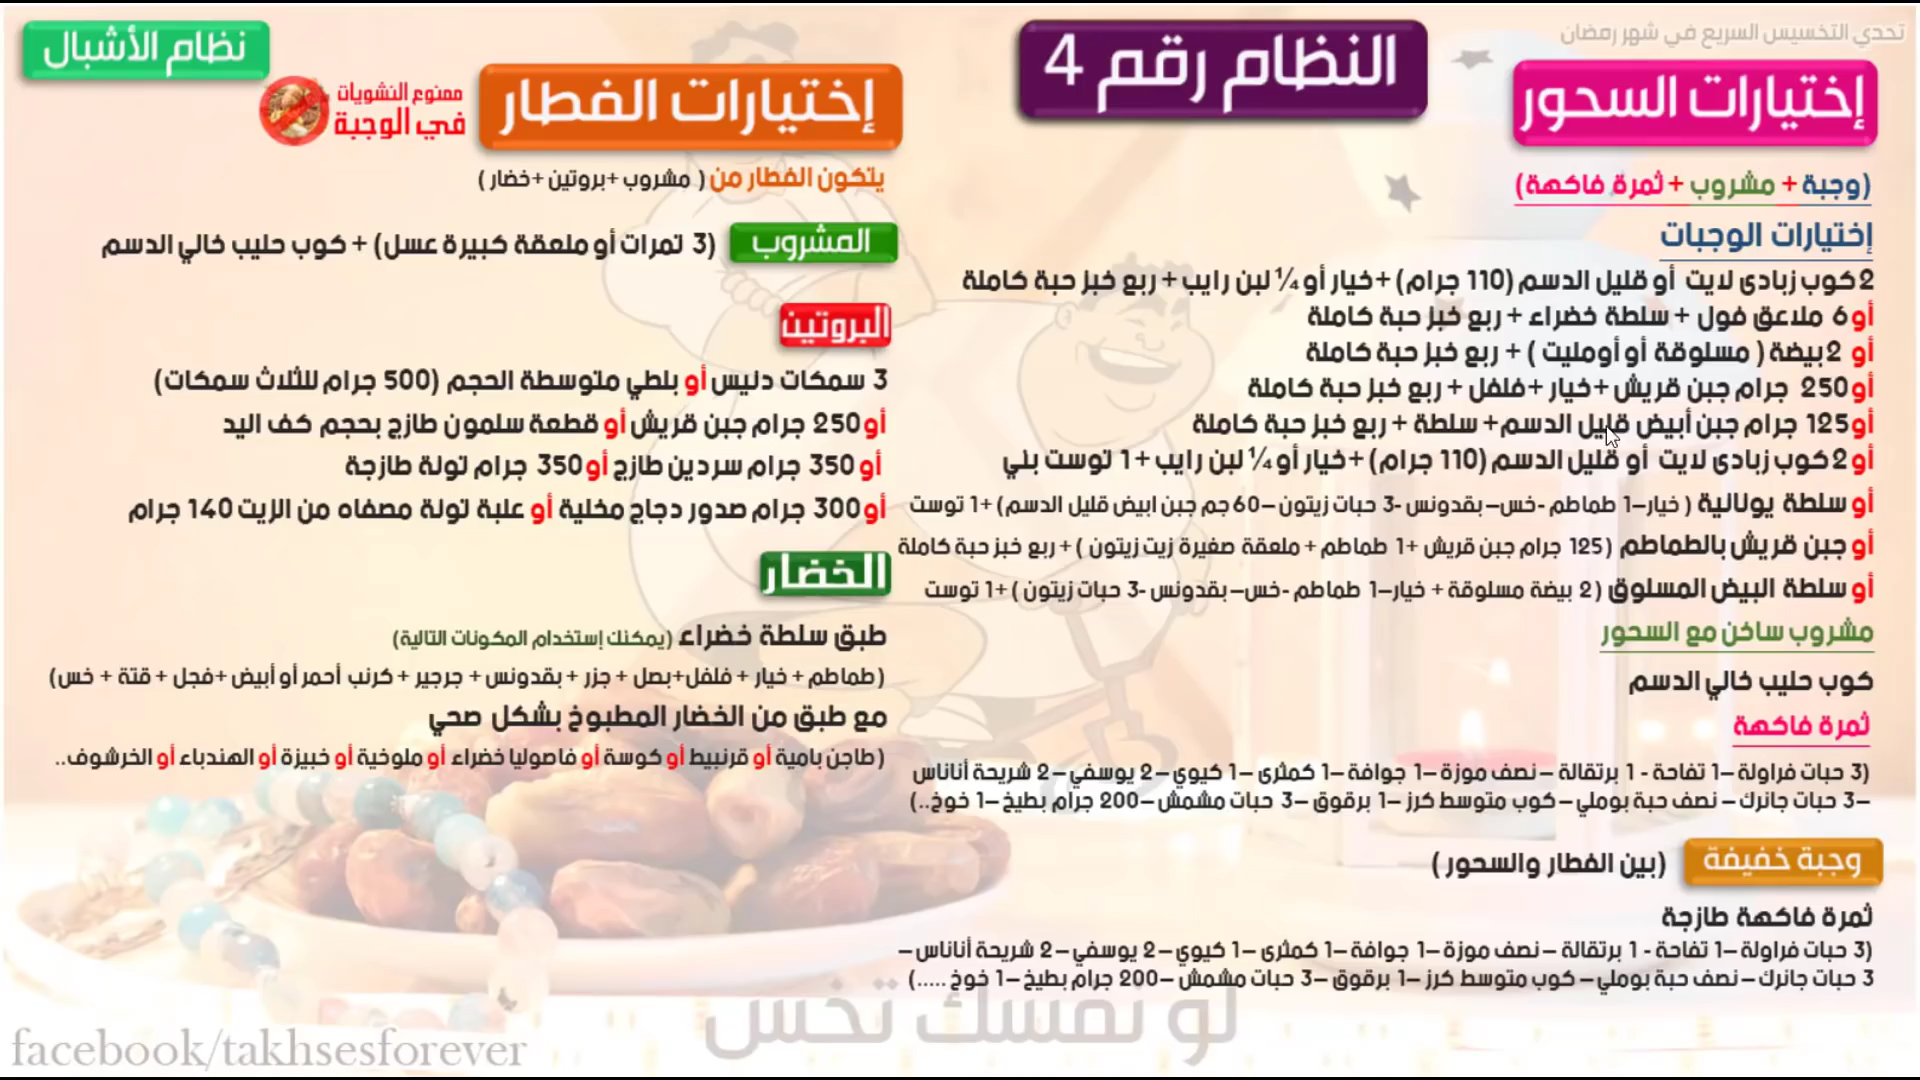 تحدي التخسيس السريع في شهر رمضان
النظام رقم 4
نظام الأشبال
إختيارات السحور
(وجبة + مشروب + ثمرة فاكهة)
إختيارات الوجبات
2 كوب زبادى لايت أو قليل الدسم (110 جرام) +خيار أو ¼ لبن رايب + ربع خبز حبة كاملة
أو 6 ملاعق فول + سلطة خضراء + ربع خبز حبة كاملة
أو 2 بيضة ( مسلوقة أو أومليت ) + ربع خبز حبة كاملة
أو 250 جرام جبن قريش +خيار +فلفل + ربع خبز حبة كاملة
أو 125 جرام جبن أبيض قليل الدسم+ سلطة + ربع خبز حبة كاملة
أو 2 كوب زبادى لايت أو قليل الدسم (110 جرام) +خيار أو ¼ لبن رايب +1 توست بني
أو سلطة يونانية ( خيار–1 طماطم -خس–بقدونس -3 حبات زيتون –60 جم جبن ابيض قليل الدسم) +1 توست
أو جبن قريش بالطماطم (125 جرام جبن قريش +1 طماطم + ملعقة صغيرة زيت زيتون ) + ربع خبز حبة كاملة
أو سلطة البيض المسلوق (2 بيضة مسلوقة + خيار–1 طماطم -خس–بقدونس -3 حبات زيتون ) +1 توست
مشروب ساخن مع السحور
كوب حليب خالي الدسم
ثمرة فاكهة
(3 حبات فراولة –1 تفاحة - 1 برتقالة – نصف موزة –1 جوافة –1 كمثرى –1 كيوي –2 يوسفي –2 شريحة أناناس
–3 حبات جانرك – نصف حبة بوملي – كوب متوسط كرز –1 برقوق –3 حبات مشمش –200 جرام بطيخ –1 خوخ..)
وجبة خفيفة (بين الفطار والسحور )
ثمرة فاكهة طازجة
(3 حبات فراولة –1 تفاحة - 1 برتقالة – نصف موزة –1 جوافة –1 كمثرى –1 كيوي –2 يوسفي –2 شريحة أناناس –
3 حبات جانرك – نصف حبة بوملي – كوب متوسط كرز –1 برقوق –3 حبات مشمش –200 جرام بطيخ –1 خوخ .....)
إختيارات الفطار
ممنوع النشويات
في الوجبة
يتكون الفطار من ( مشروب +بروتين +خضار )
المشروب (3 تمرات أو ملعقة كبيرة عسل) + كوب حليب خالي الدسم
البروتين
3 سمكات دنيس أو بلطي متوسطة الحجم (500 جرام للثلاث سمكات)
أو 250 جرام جبن قريش أو قطعة سلمون طازج بحجم كف اليد
أو 350 جرام سردين طازج أو 350 جرام تونة طازجة
أو 300 جرام صدور دجاج مخلية أو علبة تونة مصفاه من الزيت 140 جرام
الخضار
طبق سلطة خضراء (يمكنك إستخدام المكونات التالية)
(طماطم + خيار + فلفل +بصل + جزر + بقدونس + جرجير + كرنب أحمر أو أبيض +فجل + قتة + خس)
مع طبق من الخضار المطبوخ بشكل صحي
(طاجن بامية أو قرنبيط أو كوسة أو فاصوليا خضراء أو ملوخية أو خبيزة أو الهندباء أو الخرشوف..
لو نفسك تخس
facebook/takhsesforever